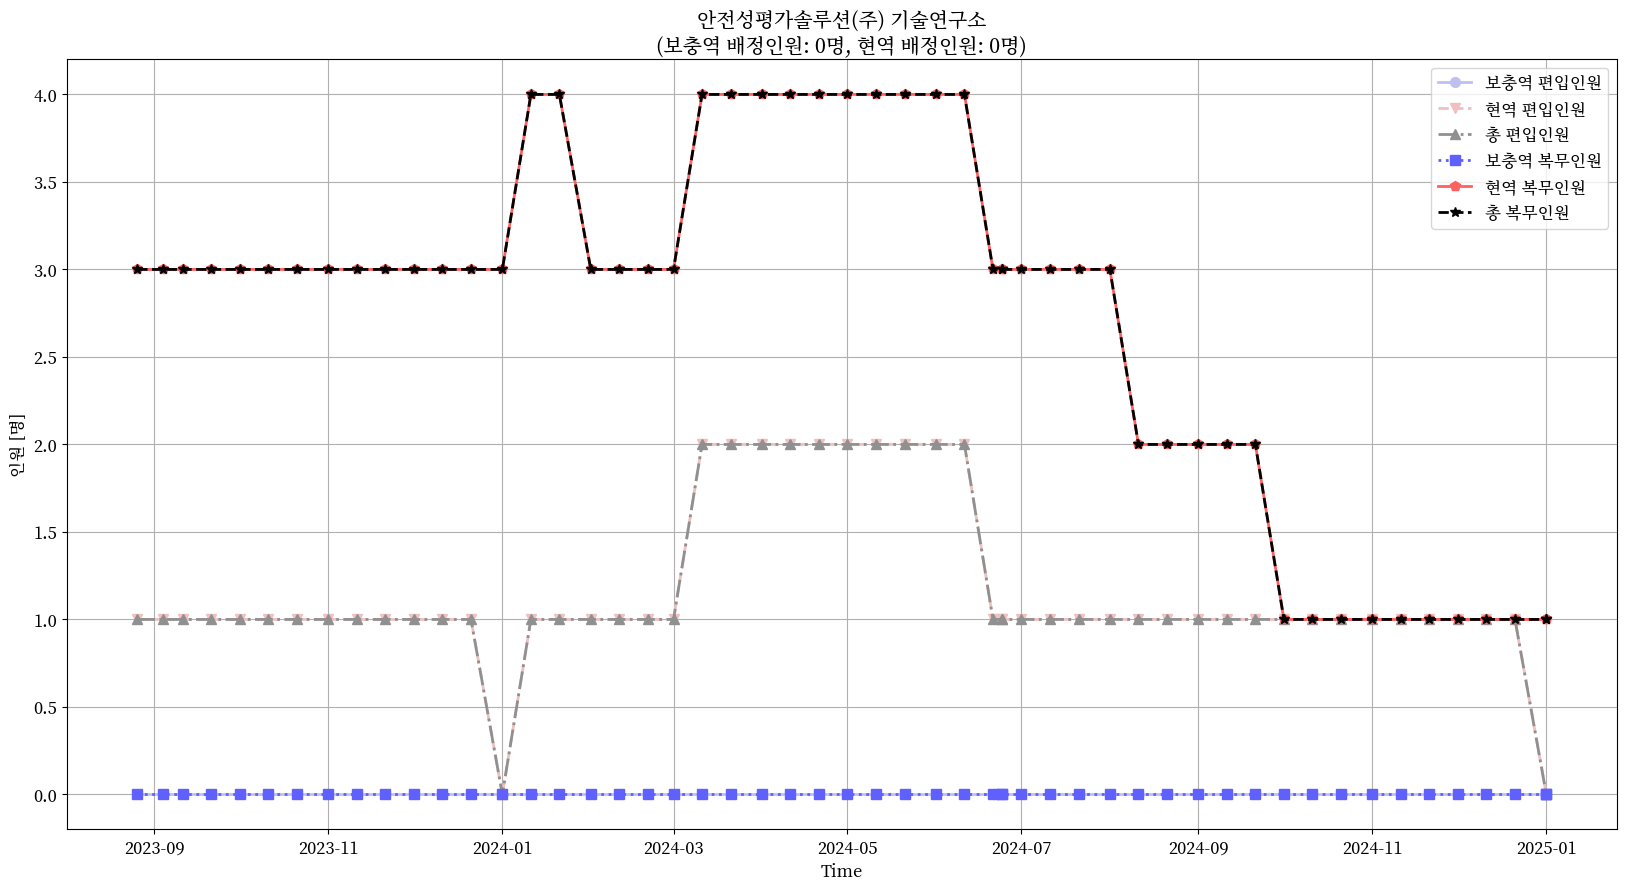 안전성평가솔루션(주) 기술연구소
(보충역 배정인원: 0명, 현역 배정인원: 0명)
보충역 편입인원
현역 편입인원
총 편입인원
보충역 복무인원
현역 복무인원
총 복무인원
인원 [명]
4.0
3.5
3.0
2.5
2.0
1.5
1.0
0.5
0.0
2023-09
2023-11
2024-01
2024-03
2024-05
2024-07
2024-09
2024-11
2025-01
Time